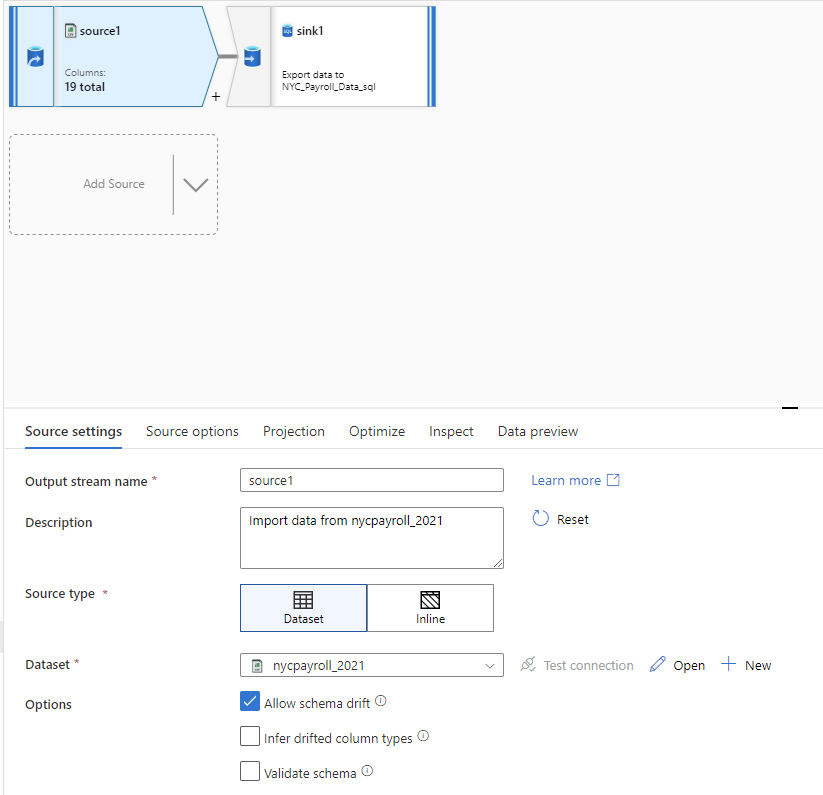 source1
Columns:
19 total
+
sink1
Export data to
NYC_Payroll_Data_sql
Add Source
Source settings
Source options
Projection
Optimize
Inspect
Data preview
Output stream name *
source1
Learn more
Description
Import data from nycpayroll_2021
Reset
Source type *
Dataset
Inline
Dataset *
nycpayroll_2021
Test connection
Open
New
Options
Allow schema drift
Infer drifted column types
Validate schema